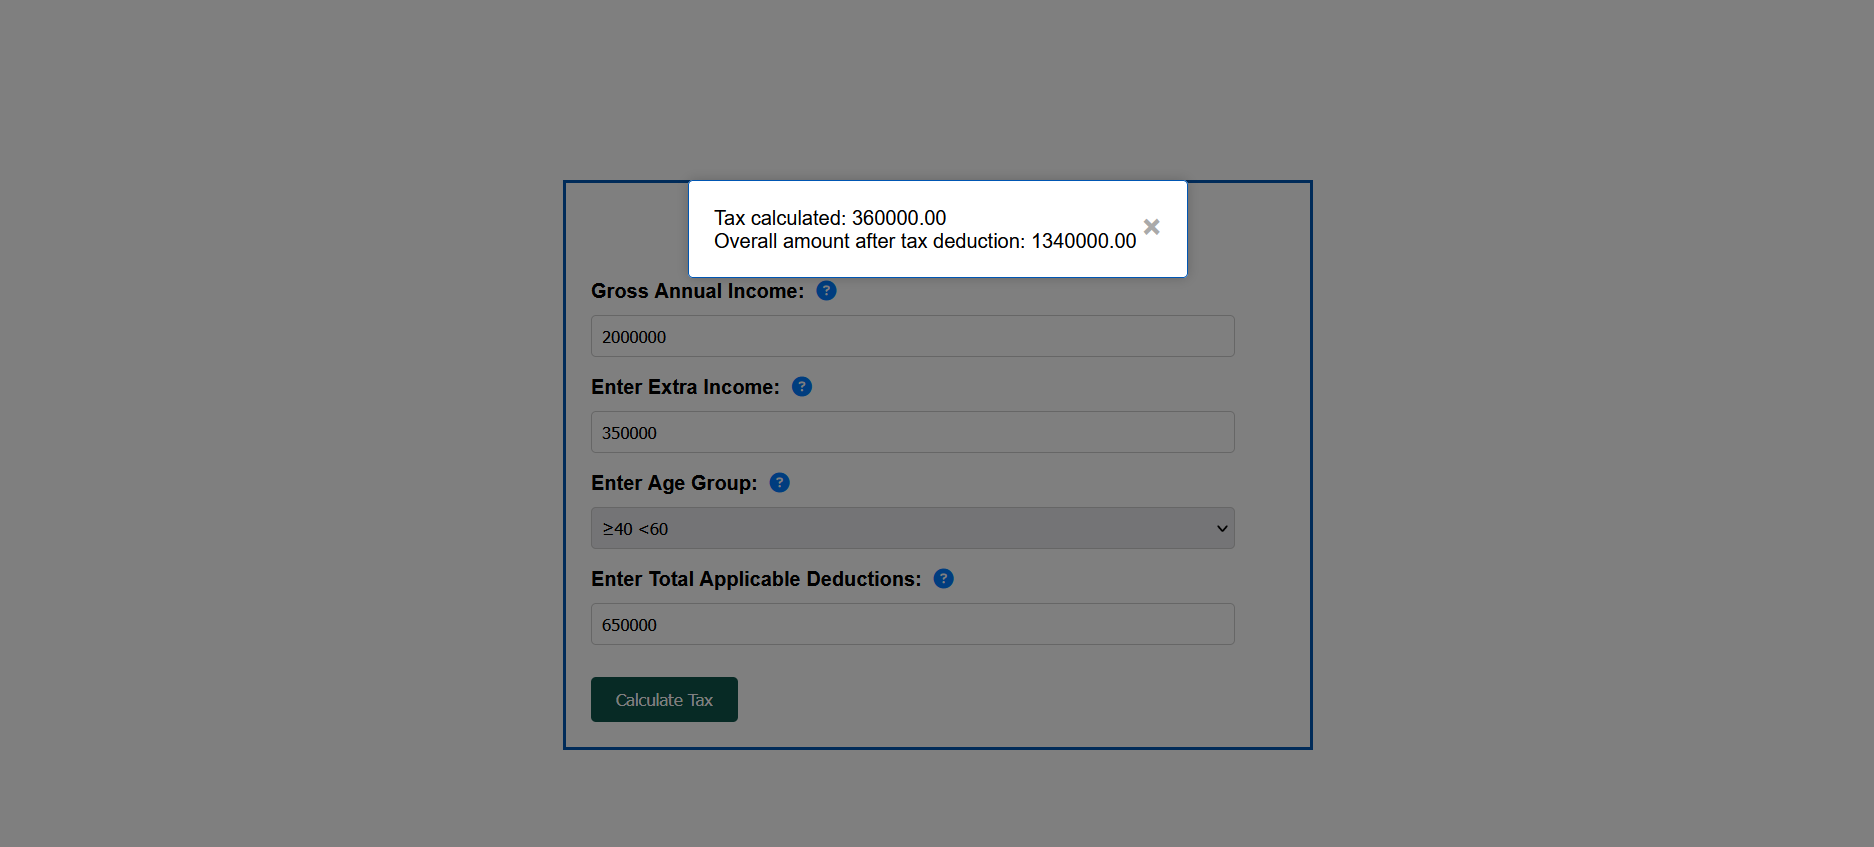 Tax calculated: 360000.00
Overall amount after tax deduction: 1340000.00
×
Gross Annual Income: ?
2000000
Enter Extra Income: ?
350000
Enter Age Group: ?
≥40 <60
Enter Total Applicable Deductions: ?
650000
Calculate Tax